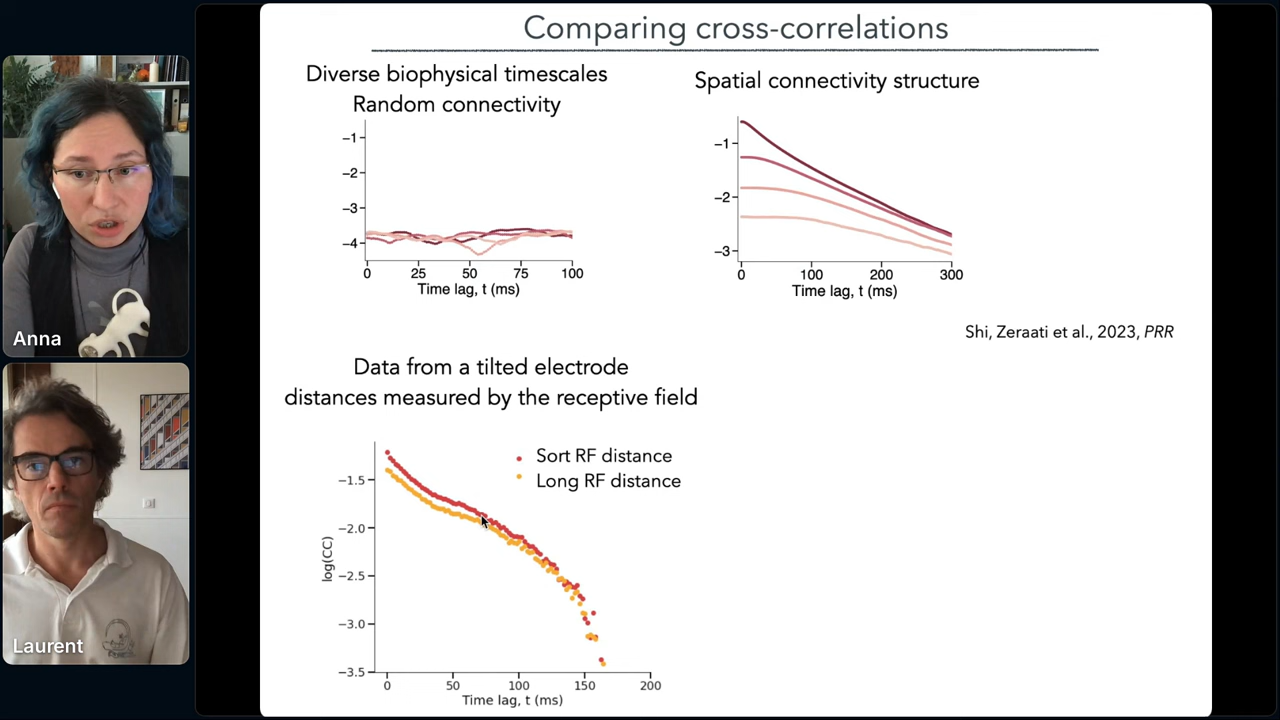 Comparing cross-correlations
Diverse biophysical timescales
Random connectivity
−1
−2
−3
−4
0 25 50 75 100
Time lag, t (ms)
Spatial connectivity structure
−1
−2
−3
0 100 200 300
Time lag, t (ms)
Shi, Zeraati et al., 2023, PRR
Data from a tilted electrode
distances measured by the receptive field
Sort RF distance
Long RF distance
log(CC)
−1.5
−2.0
−2.5
−3.0
−3.5
0 50 100 150 200
Time lag, t (ms)
Anna
Laurent